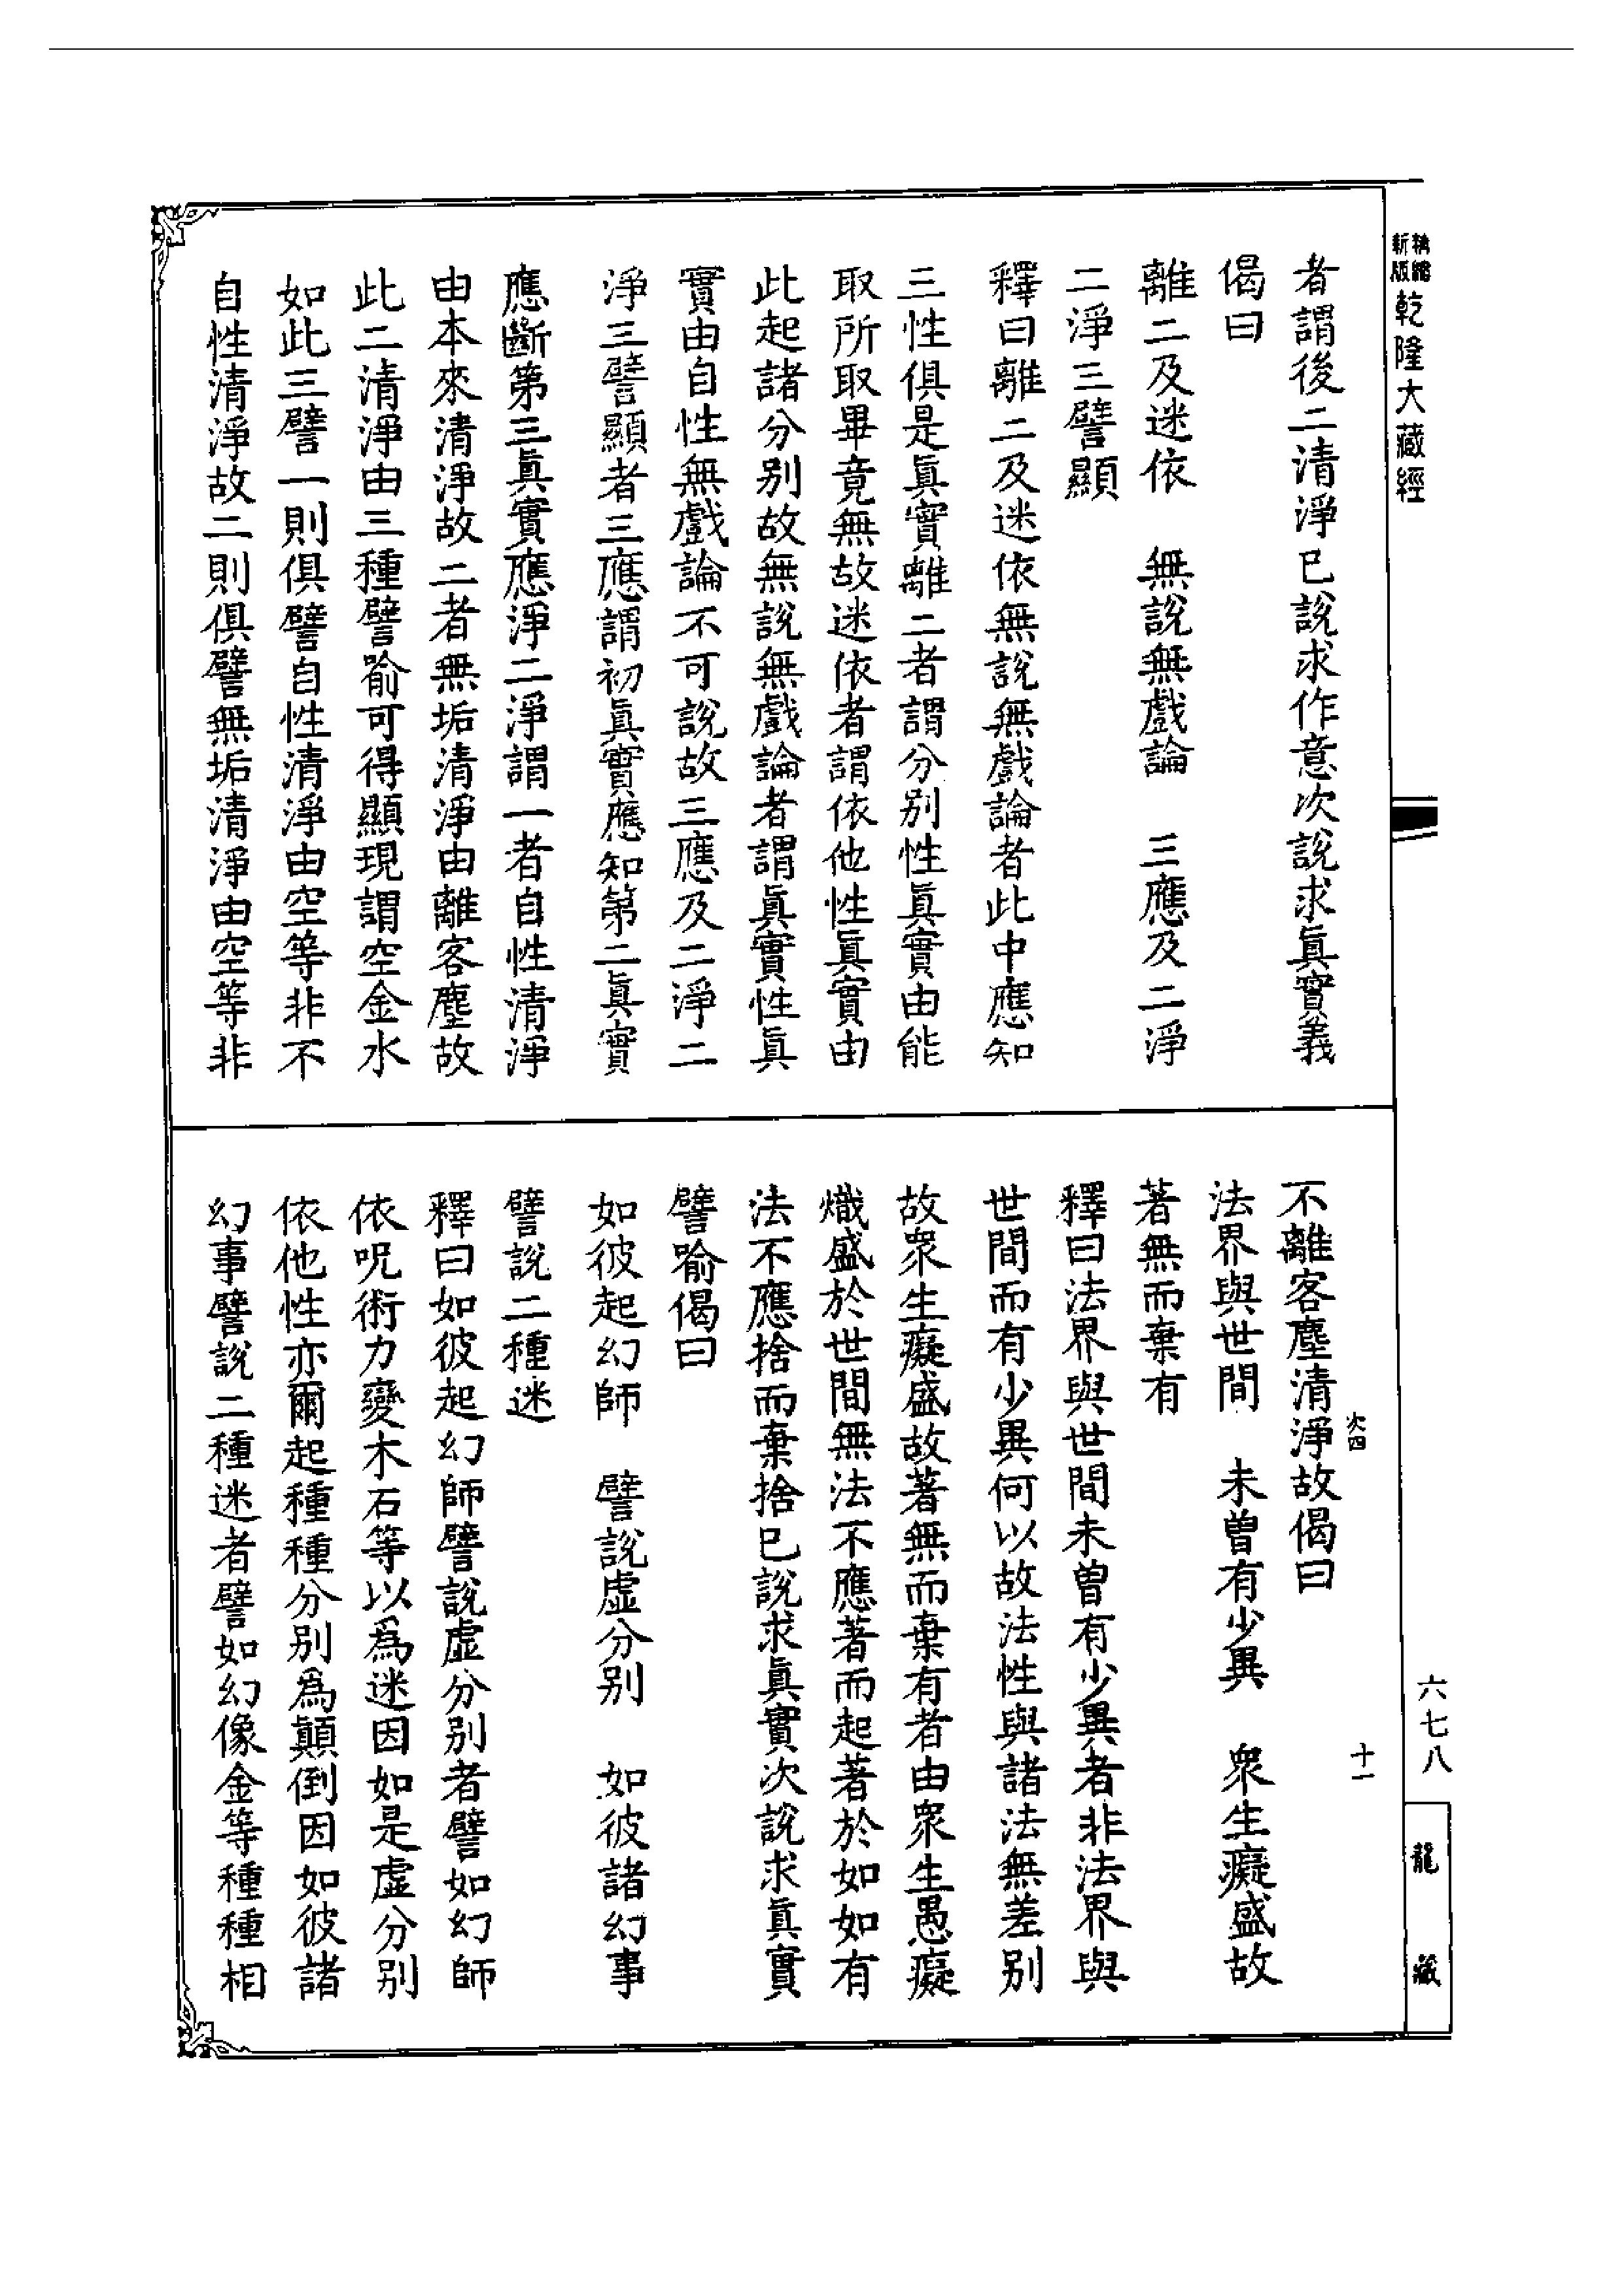 新版精縮乾隆大藏經
者謂後二清淨已說求作意次說求眞實義
偈曰
離二及迷依　無說無戲論　三應及二淨
二淨三譬顯
釋曰離二及迷依無說無戲論者此中應知
三性俱是眞實離二者謂分別性眞實由能
取所取畢竟無故迷依者謂依他性眞實由
此起諸分別故無說無戲論者謂眞實性眞
實由自性無戲論不可說故三應及二淨二
淨三譬顯者三應謂初眞實應知第二眞實
應斷第三眞實應淨二淨謂一者自性清淨
由本來清淨故二者無垢清淨由離客塵故
此二清淨由三種譬喻可得顯現謂空金水
如此三譬一則俱譬自性清淨由空等非不
自性清淨故二則俱譬無垢清淨由空等非
不離客塵清淨故偈曰
法界與世間　未曾有少異　衆生癡盛故
著無而棄有
釋曰法界與世間未曾有少異者非法界與
世間而有少異何以故法性與諸法無差別
故衆生癡盛故著無而棄有者由衆生愚癡
熾盛於世間無法不應著而起著於如如有
法不應捨而棄捨已說求眞實次說求眞實
譬喻偈曰
如彼起幻師　譬說虛分別　如彼諸幻事
譬說二種迷
釋曰如彼起幻師譬說虛分別者譬如幻師
依呪術力變木石等以爲迷因如是虛分別
依他性亦爾起種種分別爲顛倒因如彼諸
幻事譬說二種迷者譬如幻像金等種種相
次四
十一
六七八
龍藏